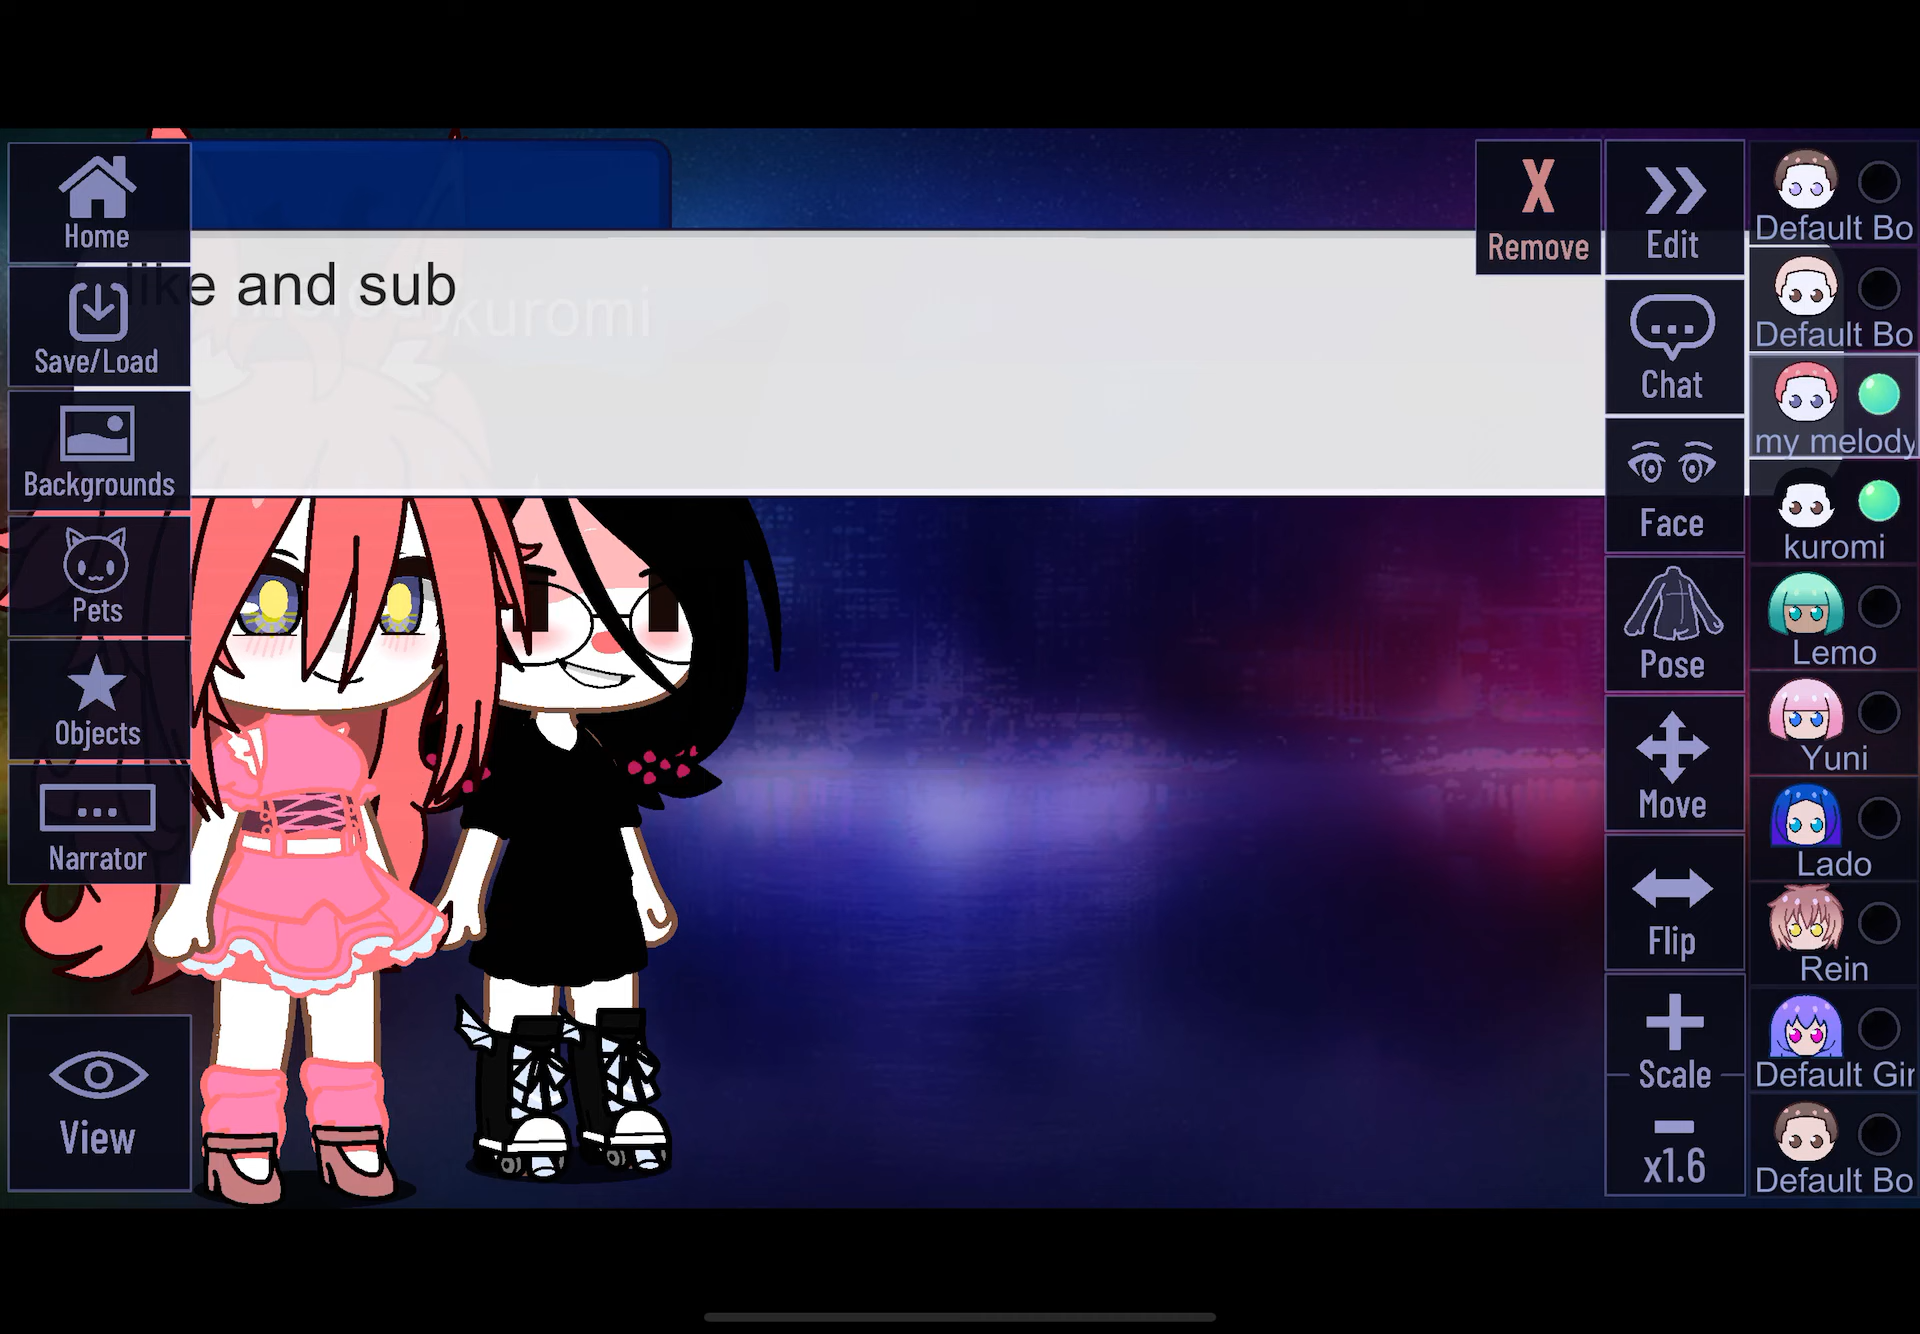 Home
Save/Load
Backgrounds
Pets
Objects
...
Narrator
View
like and sub
kuromi
X
Remove
Edit
...
Chat
Face
Pose
Move
Flip
Scale
x1.6
Default Bo
Default Bo
my melody
kuromi
Lemo
Yuni
Lado
Rein
Default Gir
Default Bo